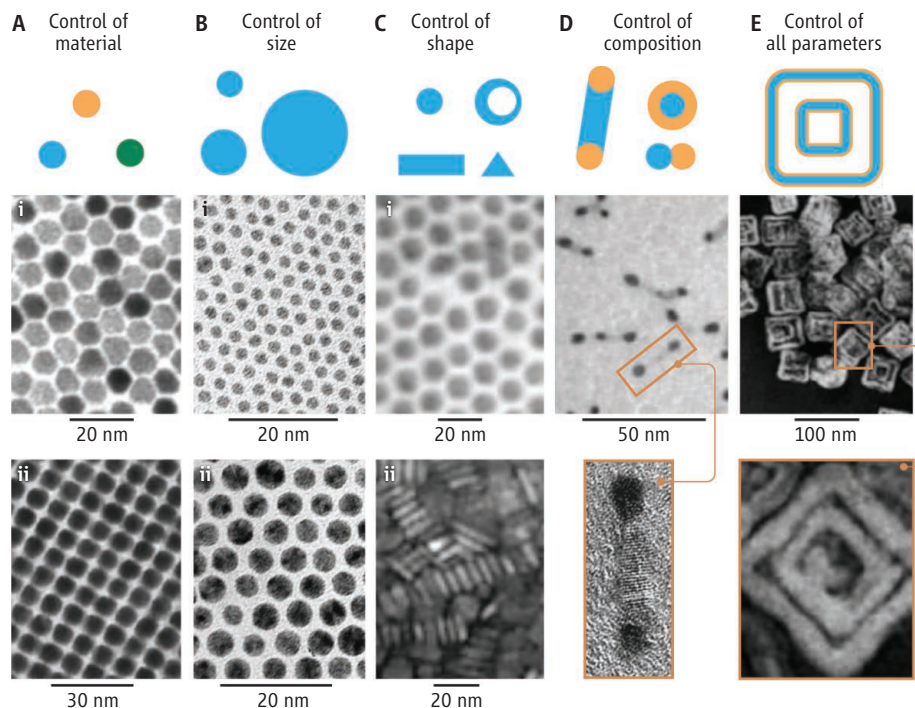 A Control of
material
B Control of
size
C Control of
shape
D Control of
composition
E Control of
all parameters
i
i
i
20 nm
20 nm
20 nm
50 nm
100 nm
ii
ii
ii
30 nm
20 nm
20 nm